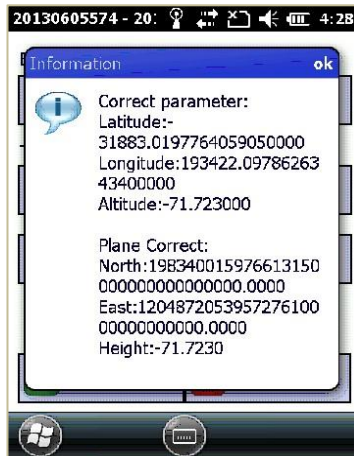 20130605574 - 20: 4:28
Information ok
Correct parameter:
Latitude:-
31883.0197764059050000
Longitude:193422.09786263
43400000
Altitude:-71.723000
Plane Correct:
North:198340015976613150
000000000000000.0000
East:1204872053957276100
00000000000.0000
Height:-71.7230